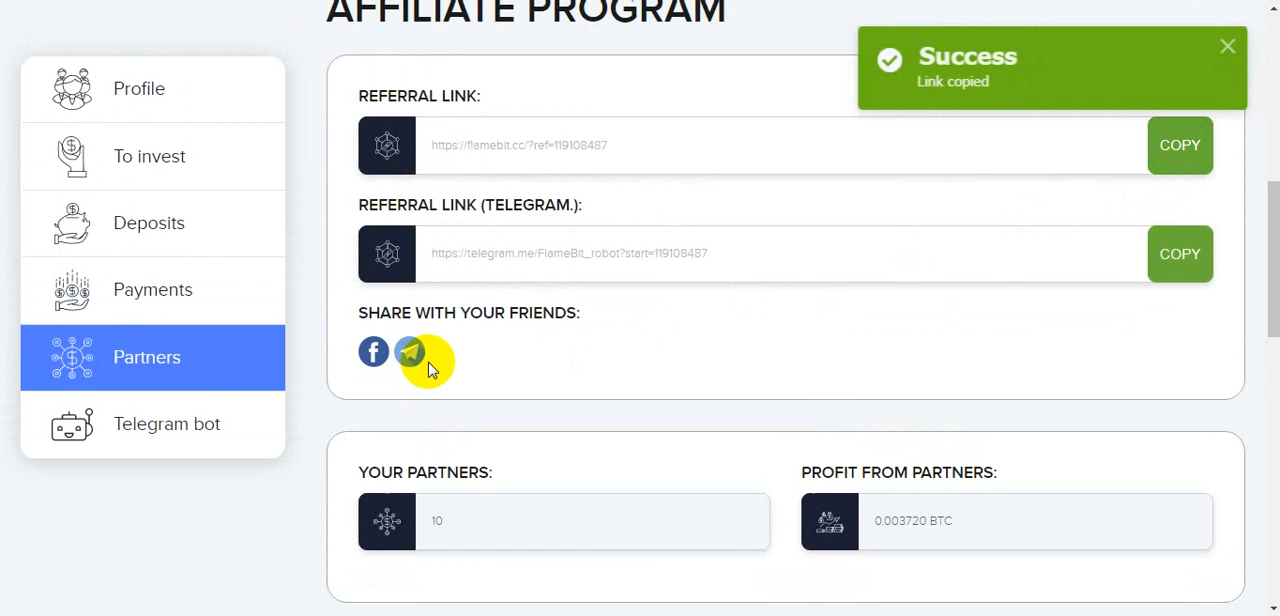 AFFILIATE PROGRAM
Success
Link copied
Profile
To invest
Deposits
Payments
Partners
Telegram bot
REFERRAL LINK:
https://flamebit.cc/?ref=119108487
COPY
REFERRAL LINK (TELEGRAM.):
https://telegram.me/FlameBit_robot?start=119108487
COPY
SHARE WITH YOUR FRIENDS:
YOUR PARTNERS:
10
PROFIT FROM PARTNERS:
0.003720 BTC